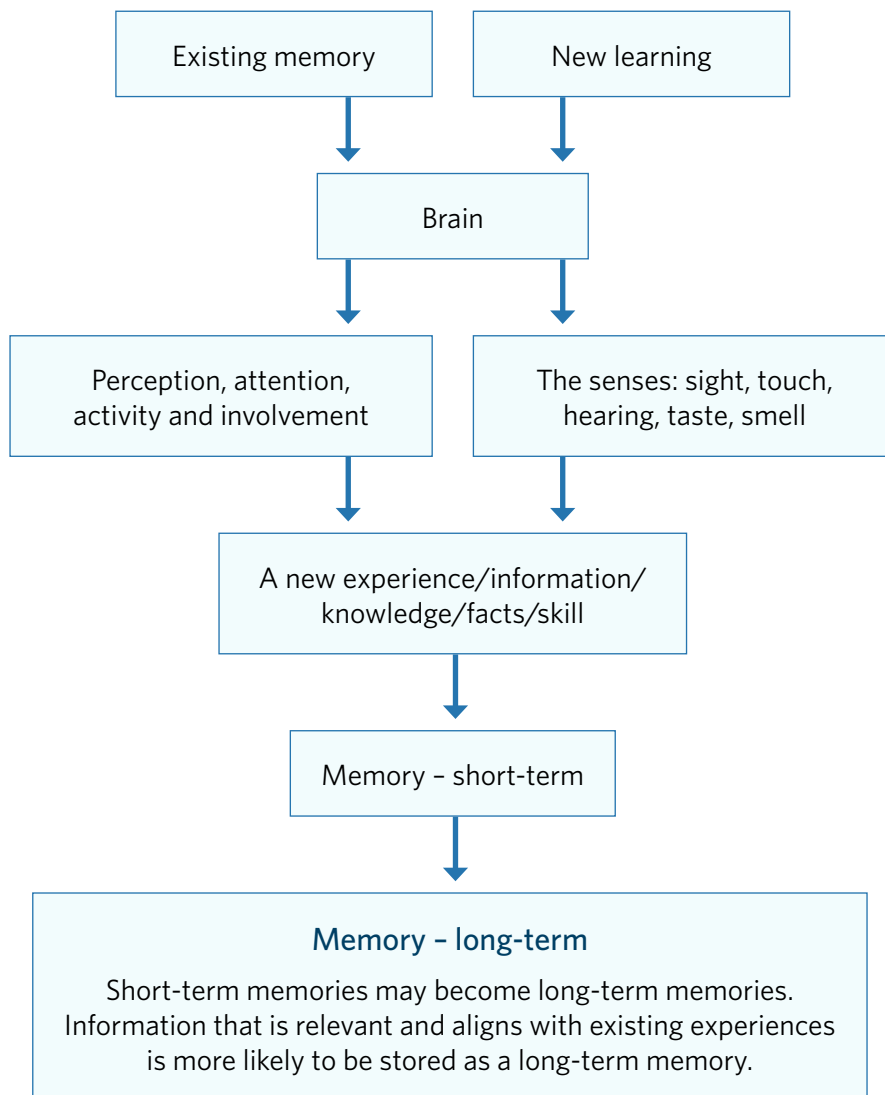 Existing memory
New learning
Brain
Perception, attention,
activity and involvement
The senses: sight, touch,
hearing, taste, smell
A new experience/information/
knowledge/facts/skill
Memory – short-term
Memory – long-term
Short-term memories may become long-term memories.
Information that is relevant and aligns with existing experiences
is more likely to be stored as a long-term memory.